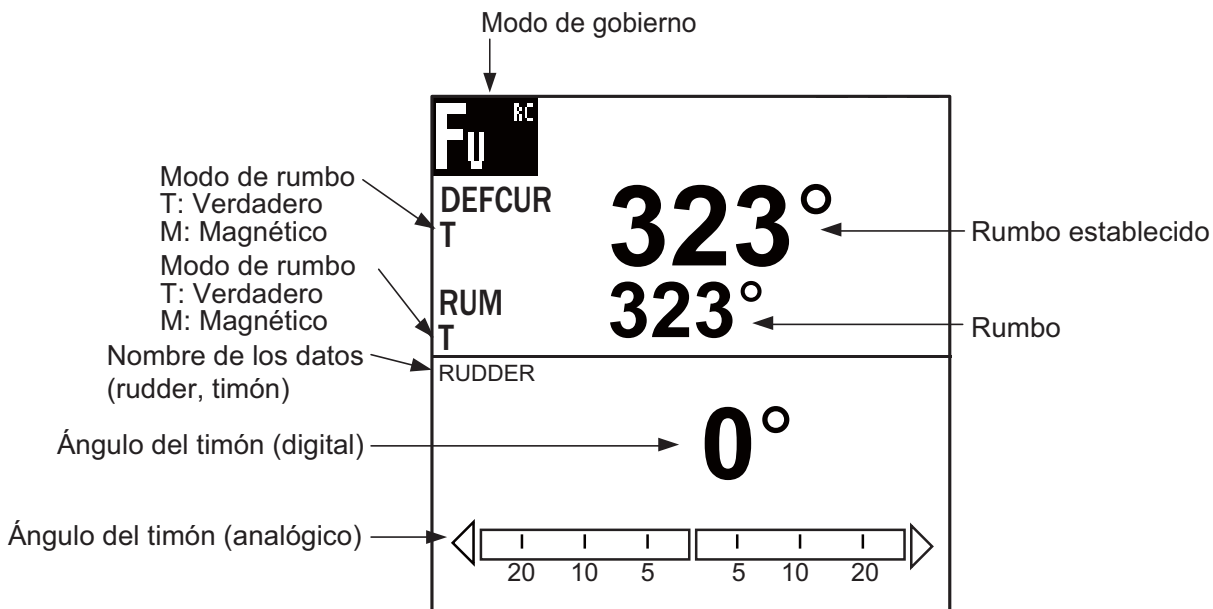 Modo de gobierno
Fu RC
Modo de rumbo
T: Verdadero
M: Magnético
DEFCUR
T
323°
Rumbo establecido
Modo de rumbo
T: Verdadero
M: Magnético
RUM
T
323°
Rumbo
Nombre de los datos
(rudder, timón)
RUDDER
Ángulo del timón (digital)
0°
Ángulo del timón (analógico)
20 10 5 5 10 20